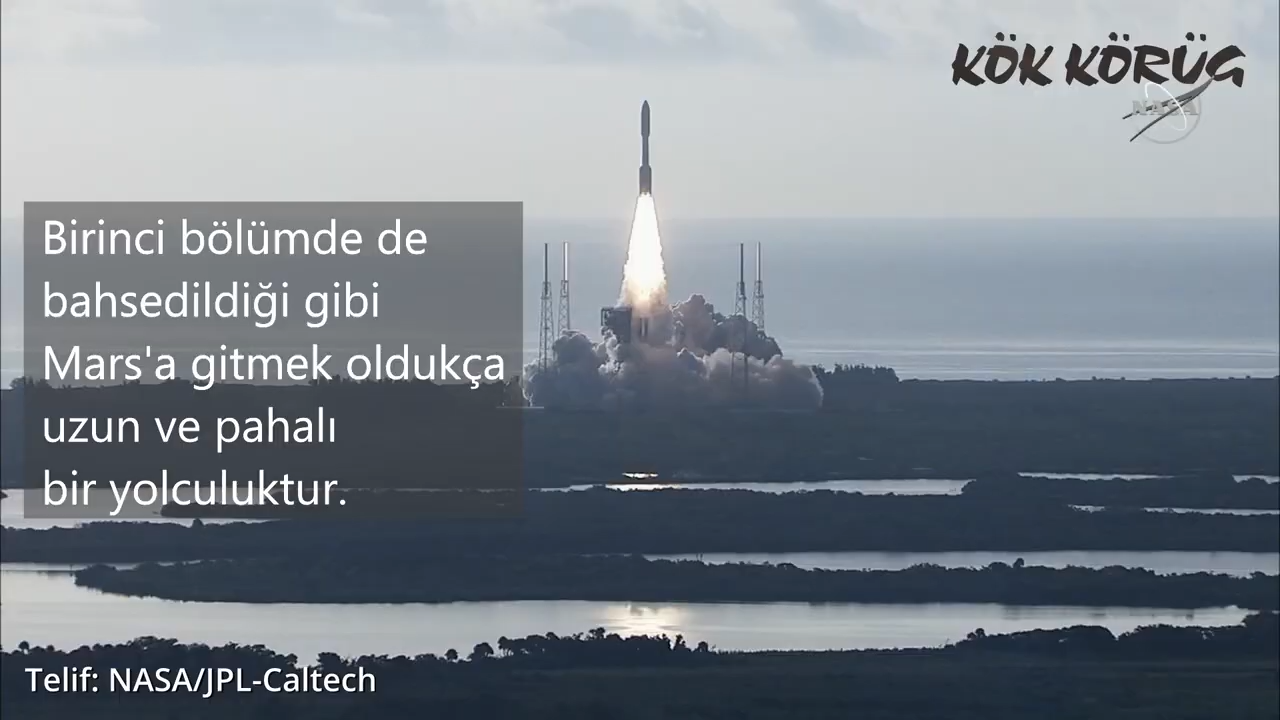 KÖK KÖRÜG
NASA
Birinci bölümde de
bahsedildiği gibi
Mars'a gitmek oldukça
uzun ve pahalı
bir yolculuktur.
Telif: NASA/JPL-Caltech